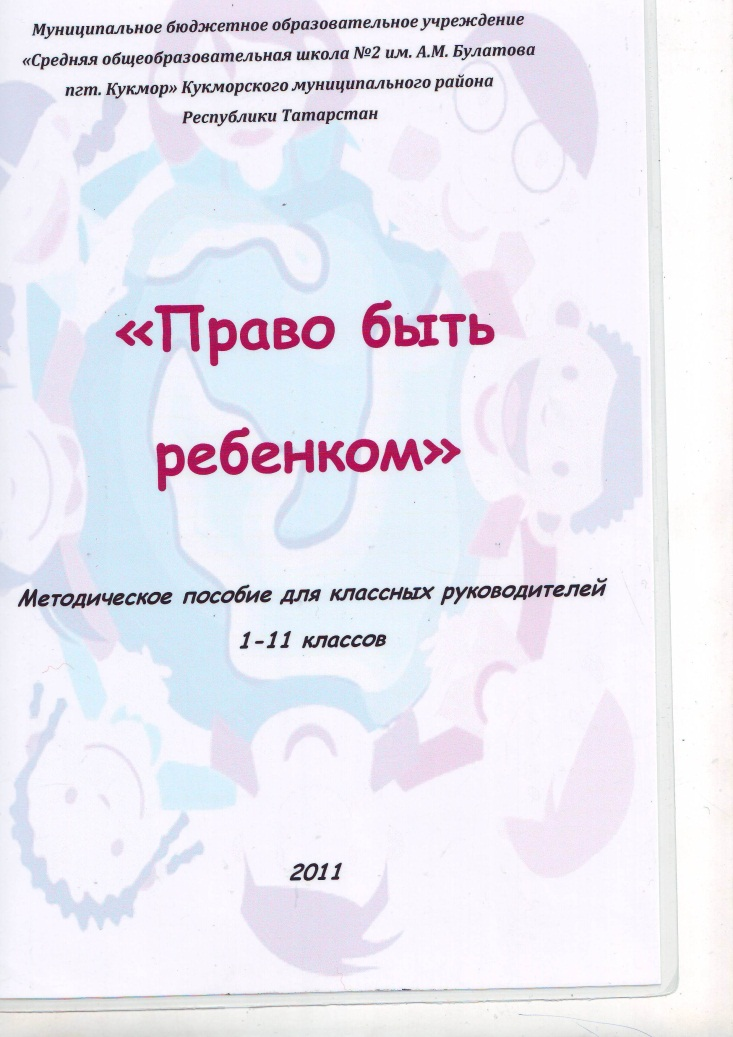 Муниципальное бюджетное образовательное учреждение
«Средняя общеобразовательная школа №2 им. А.М. Булатова
пгт. Кукмор» Кукморского муниципального района
Республики Татарстан
«Право быть
ребенком»
Методическое пособие для классных руководителей
1-11 классов
2011